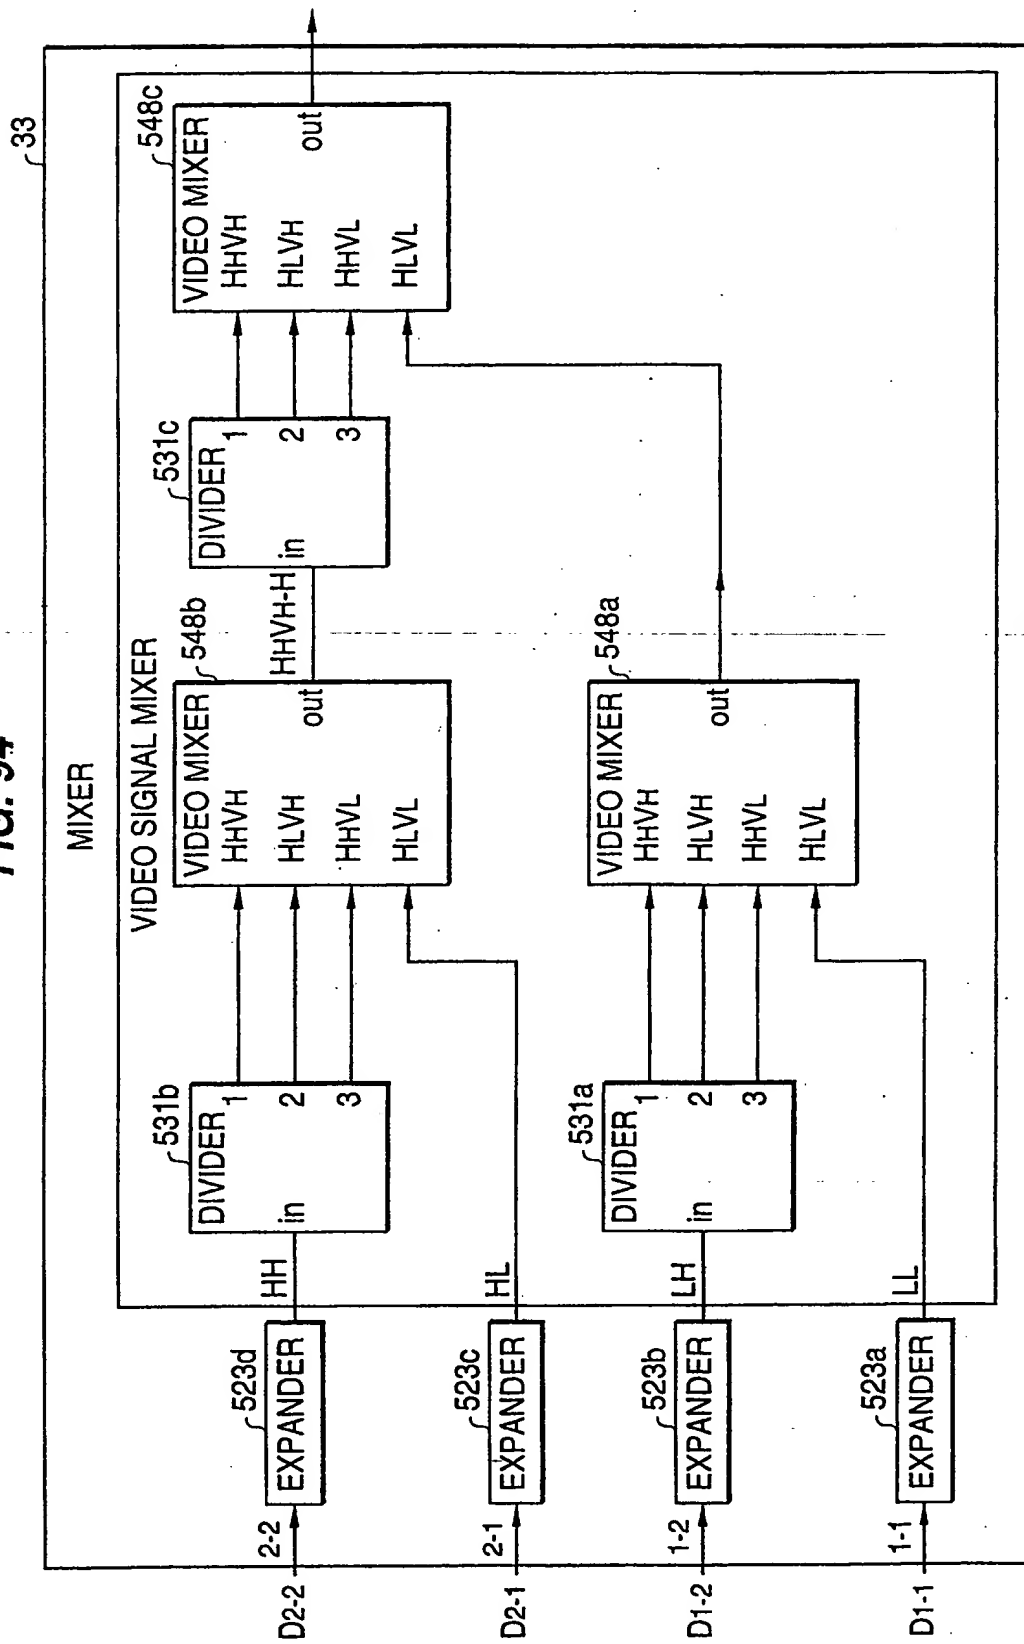 FIG. 94
33
MIXER
VIDEO SIGNAL MIXER
D2-2
2-2
523d
EXPANDER
HH
531b
DIVIDER
in
1
2
3
548b
VIDEO MIXER
HHVH
HLVH
HHVL
HLVL
out
HHVH-H
531c
DIVIDER
in
1
2
3
548c
VIDEO MIXER
HHVH
HLVH
HHVL
HLVL
out
D2-1
2-1
523c
EXPANDER
HL
D1-2
1-2
523b
EXPANDER
LH
531a
DIVIDER
in
1
2
3
548a
VIDEO MIXER
HHVH
HLVH
HHVL
HLVL
out
D1-1
1-1
523a
EXPANDER
LL